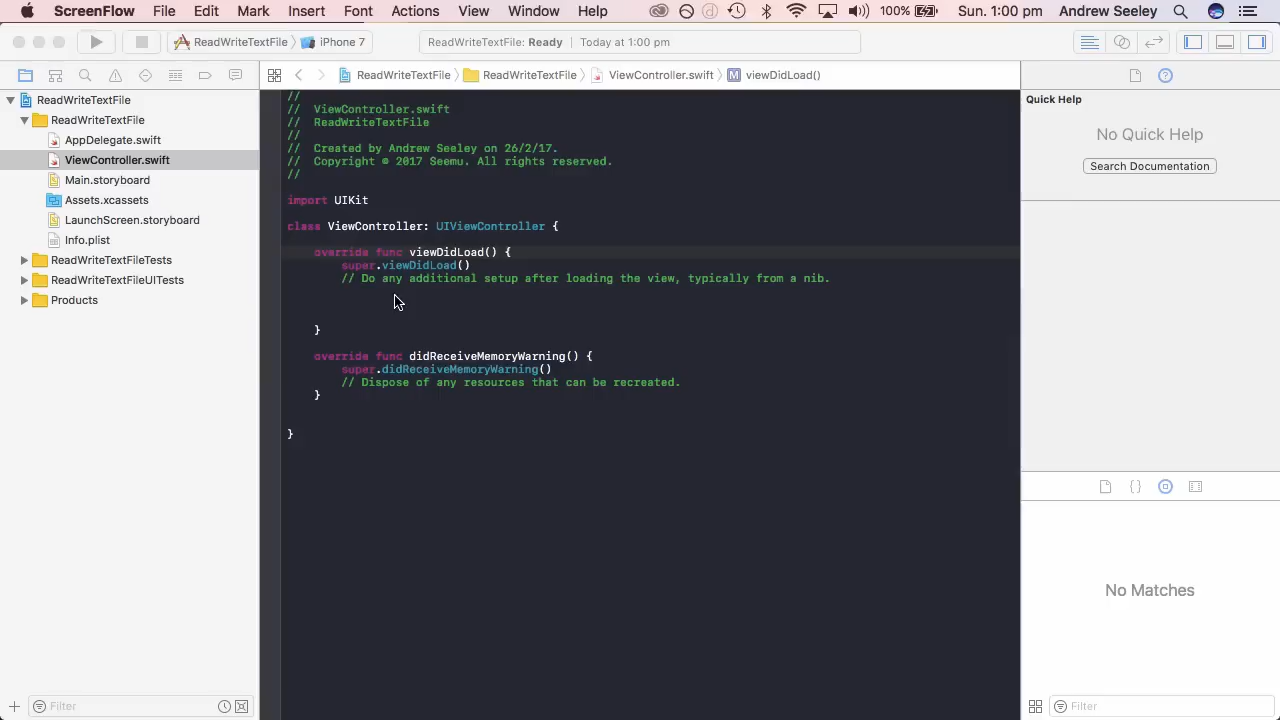 ScreenFlow File Edit Mark Insert Font Actions View Window Help 100% Sun. 1:00 pm Andrew Seeley
ReadWriteTextFile iPhone 7 ReadWriteTextFile: Ready Today at 1:00 pm
ReadWriteTextFile ReadWriteTextFile ViewController.swift M viewDidLoad()
ReadWriteTextFile
ReadWriteTextFile
AppDelegate.swift
ViewController.swift
Main.storyboard
Assets.xcassets
LaunchScreen.storyboard
Info.plist
ReadWriteTextFileTests
ReadWriteTextFileUITests
Products
Filter
//
// ViewController.swift
// ReadWriteTextFile
//
// Created by Andrew Seeley on 26/2/17.
// Copyright © 2017 Seemu. All rights reserved.
//
import UIKit
class ViewController: UIViewController {
override func viewDidLoad() {
super.viewDidLoad()
// Do any additional setup after loading the view, typically from a nib.
}
override func didReceiveMemoryWarning() {
super.didReceiveMemoryWarning()
// Dispose of any resources that can be recreated.
}
}
Quick Help
No Quick Help
Search Documentation
No Matches
Filter